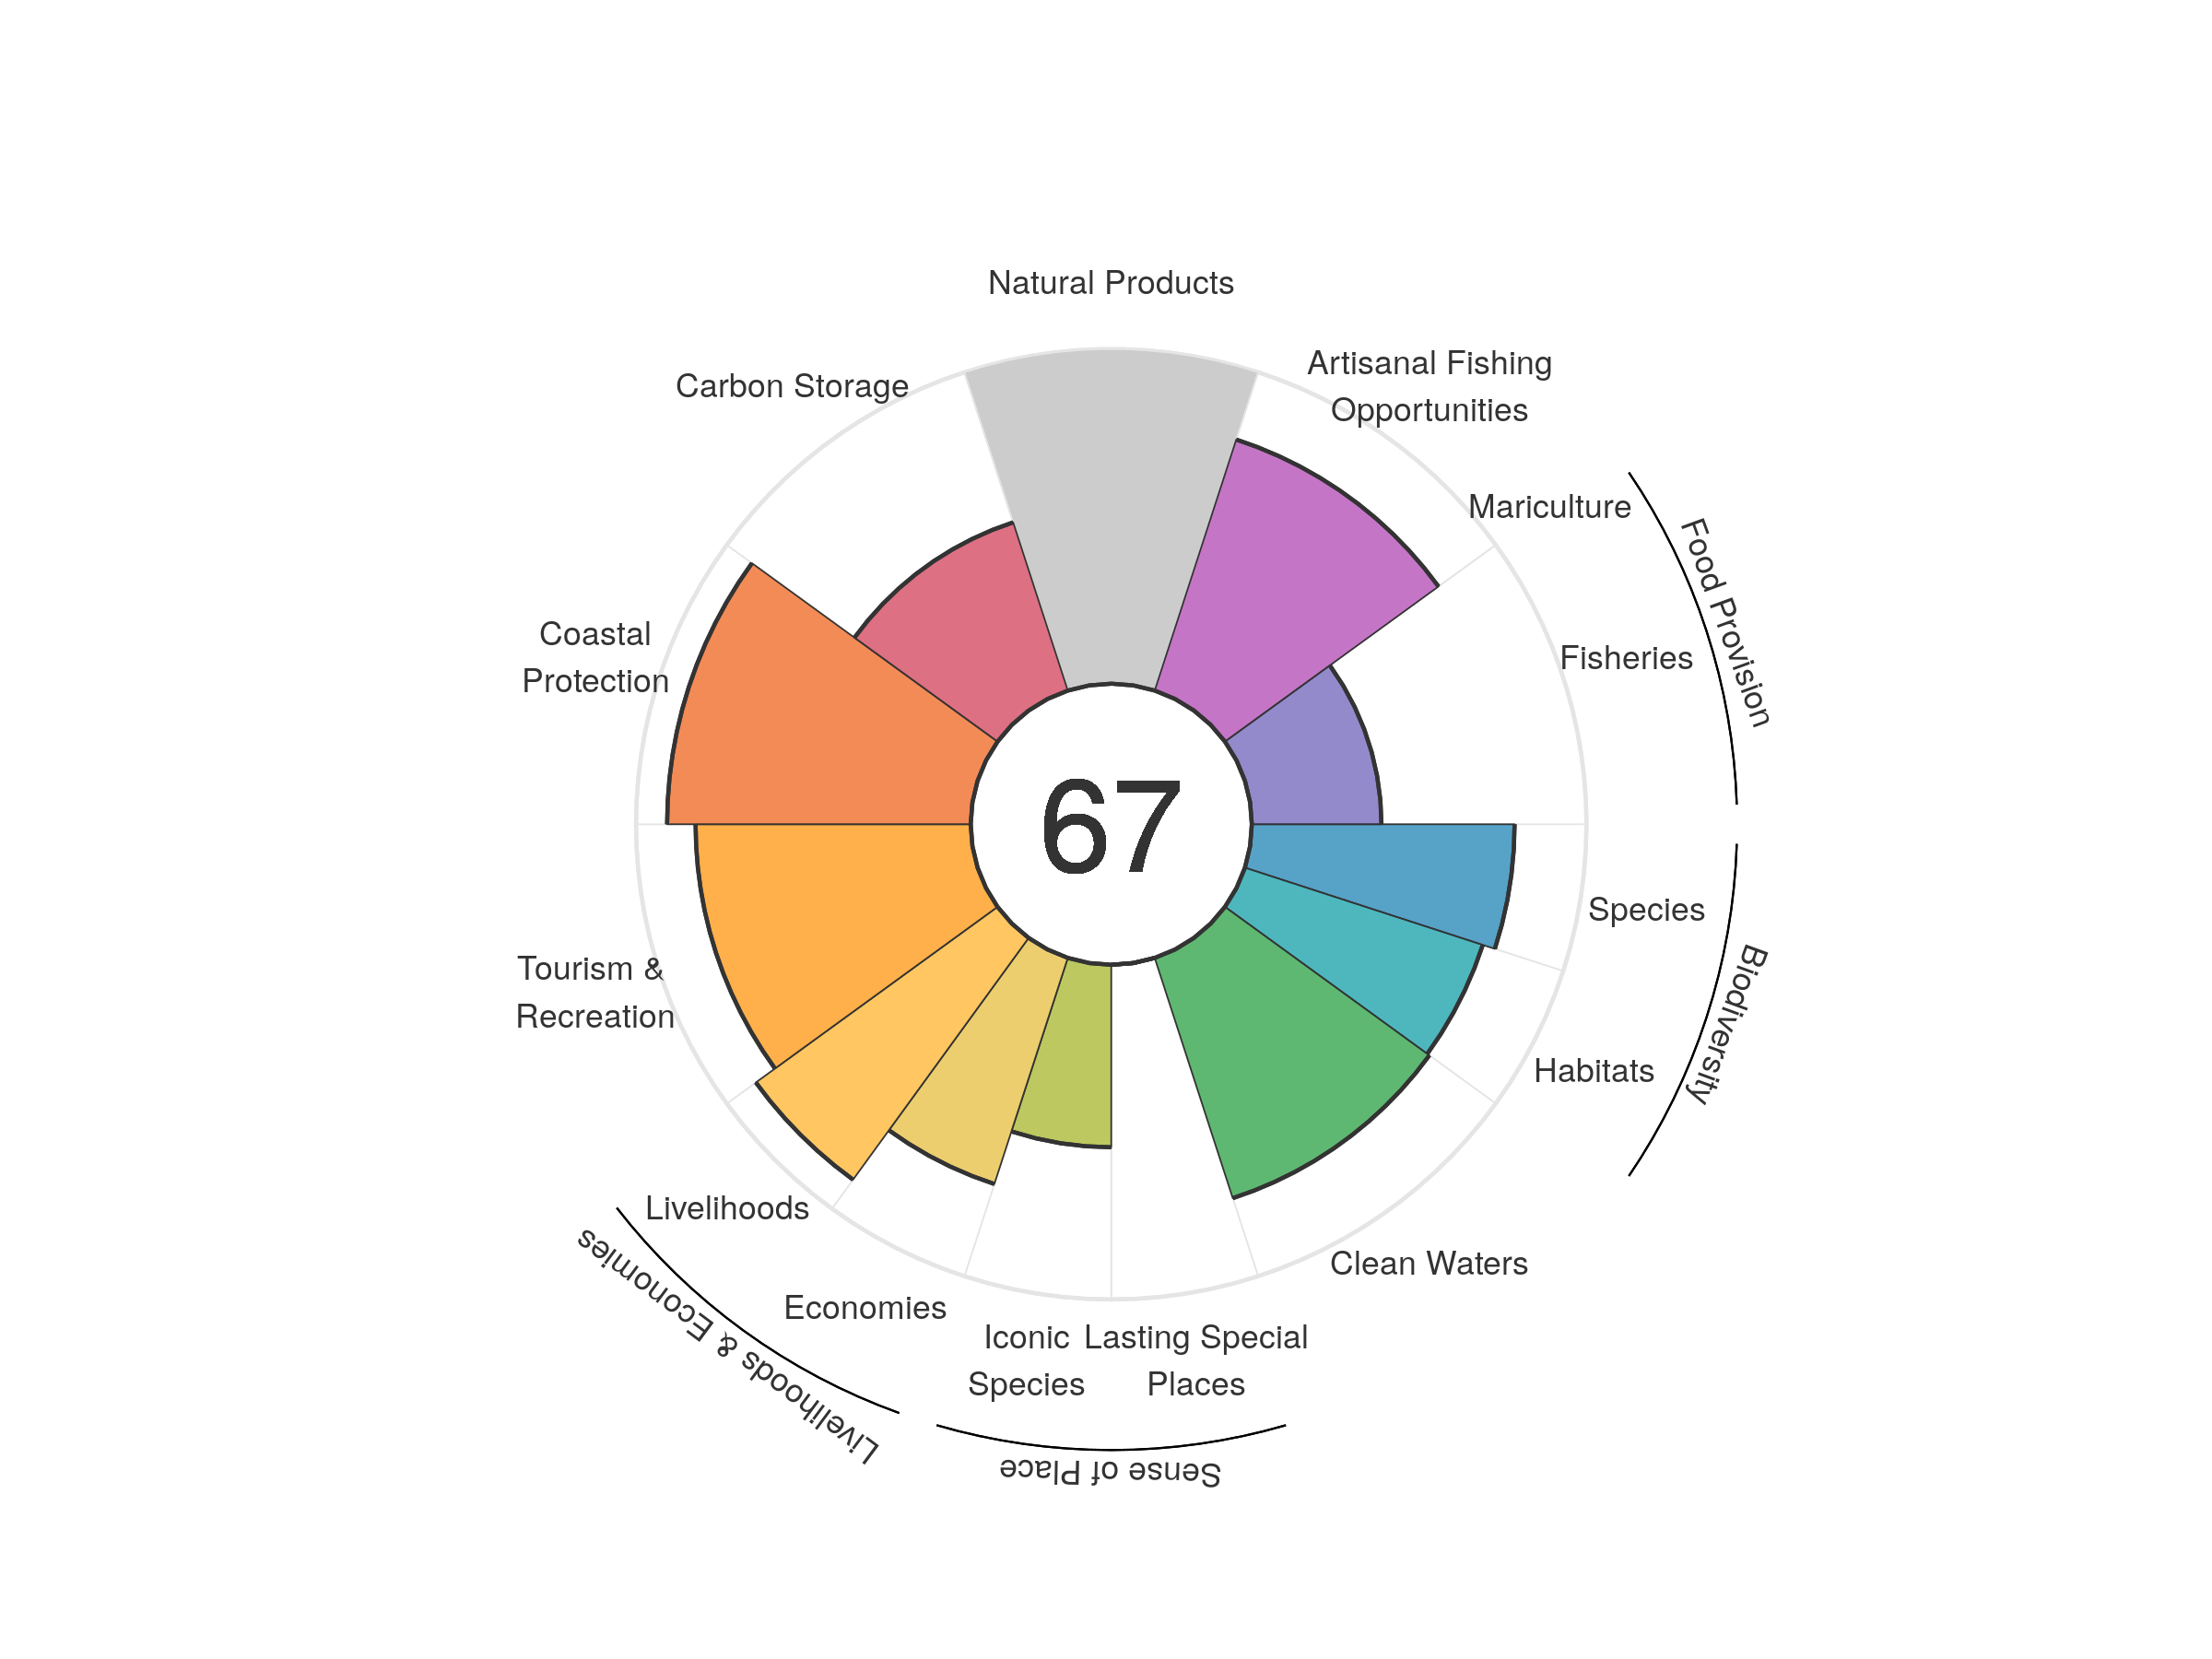 Natural Products
Carbon Storage
Artisanal Fishing
Opportunities
Mariculture
Food Provision
Fisheries
Coastal
Protection
67
Species
Biodiversity
Tourism &
Recreation
Habitats
Livelihoods
Clean Waters
Livelihoods & Economies
Economies
Iconic
Species
Lasting Special
Places
Sense of Place